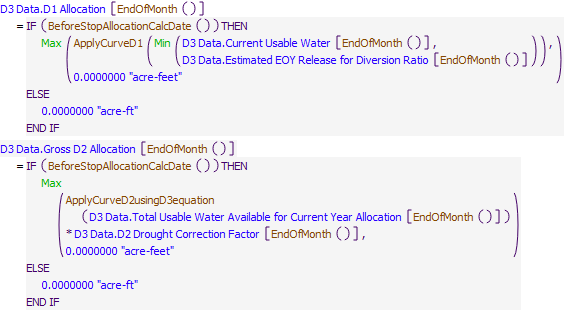 D3 Data.D1 Allocation [EndOfMonth ()]
= IF (BeforeStopAllocationCalcDate ()) THEN
Max (ApplyCurveD1 (Min (D3 Data.Current Usable Water [EndOfMonth ()],
D3 Data.Estimated EOY Release for Diversion Ratio [EndOfMonth ()])),
0.0000000 "acre-feet")
ELSE
0.0000000 "acre-ft"
END IF
D3 Data.Gross D2 Allocation [EndOfMonth ()]
= IF (BeforeStopAllocationCalcDate ()) THEN
Max
(ApplyCurveD2usingD3equation
(D3 Data.Total Usable Water Available for Current Year Allocation [EndOfMonth ()])
* D3 Data.D2 Drought Correction Factor [EndOfMonth ()],
0.0000000 "acre-feet")
ELSE
0.0000000 "acre-ft"
END IF